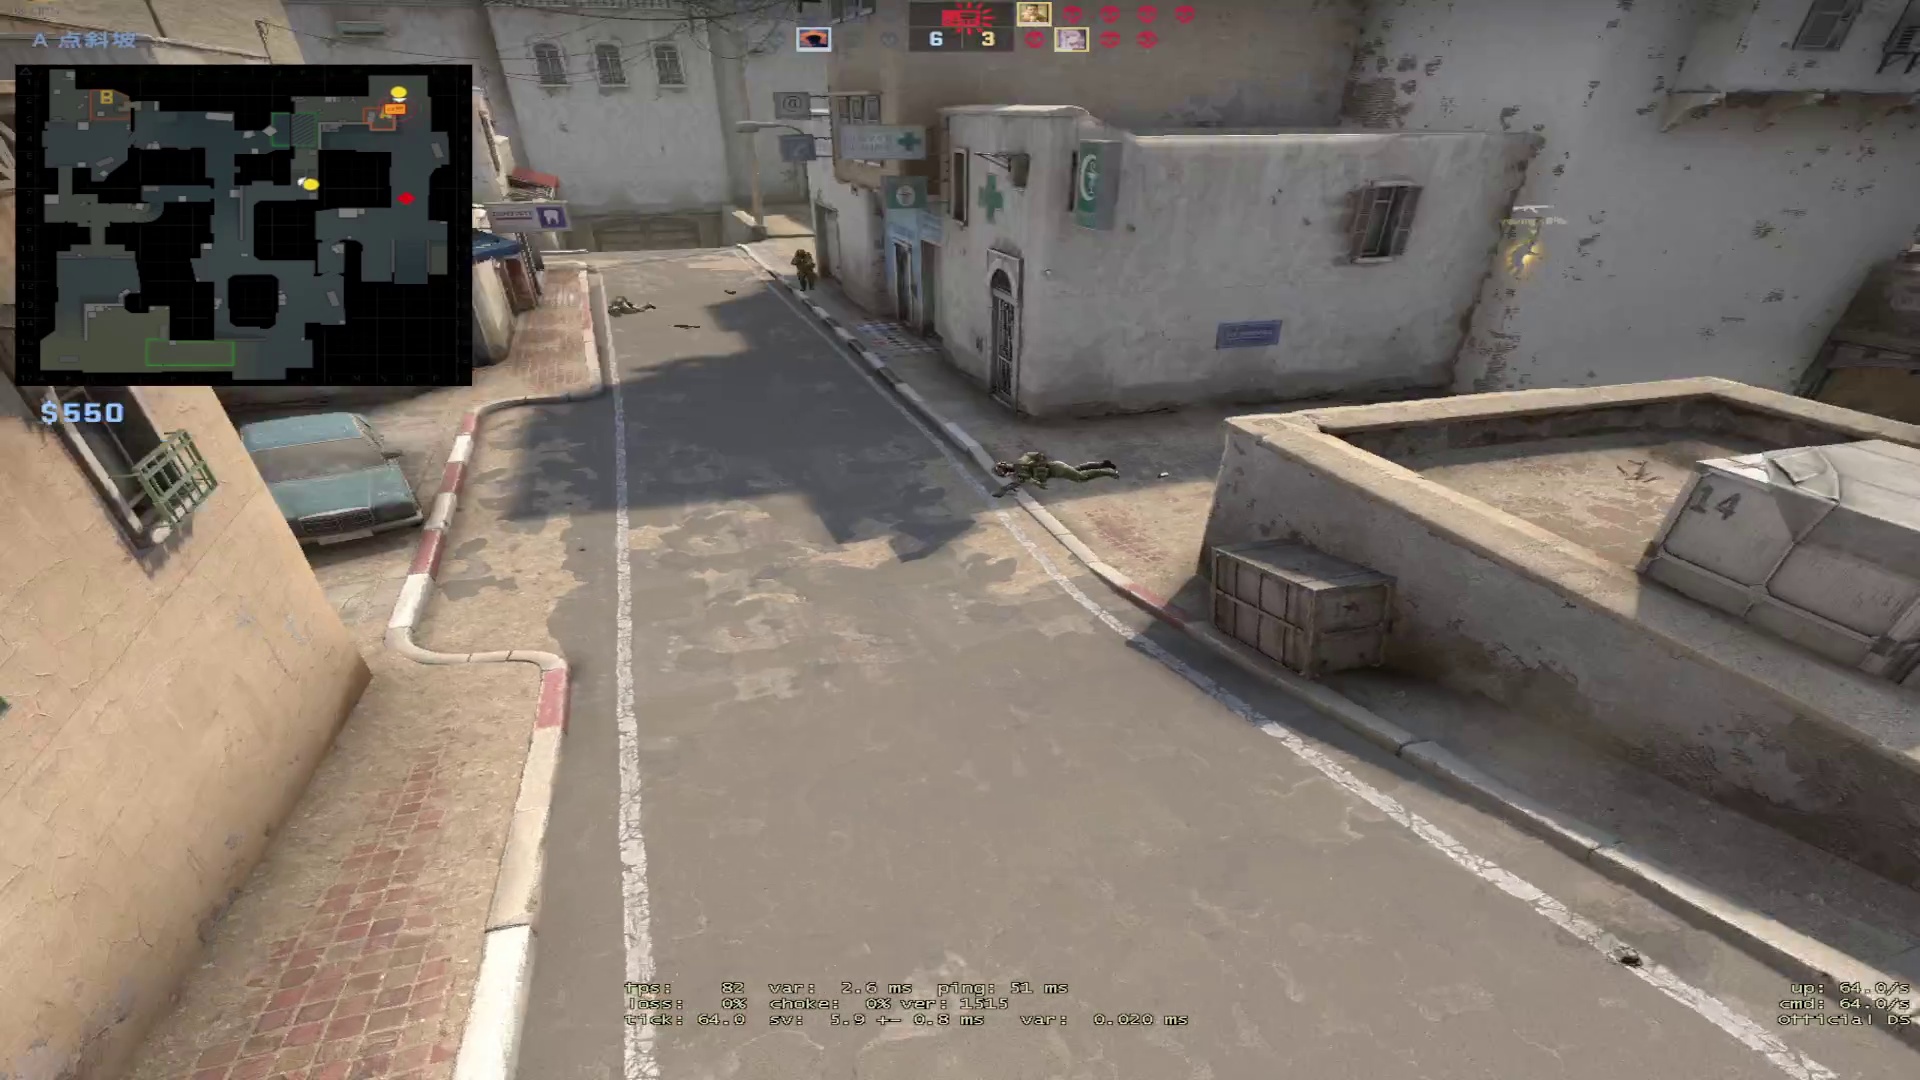 A 点斜坡
B
6 3
@
14
$550
fps: 82 var: 2.6 ms ping: 51 ms
loss: 0% choke: 0% ver: 1515
tick: 64.0 sv: 5.9 +- 0.8 ms var: 0.020 ms
up: 64.0/s
cmd: 64.0/s
Official DS